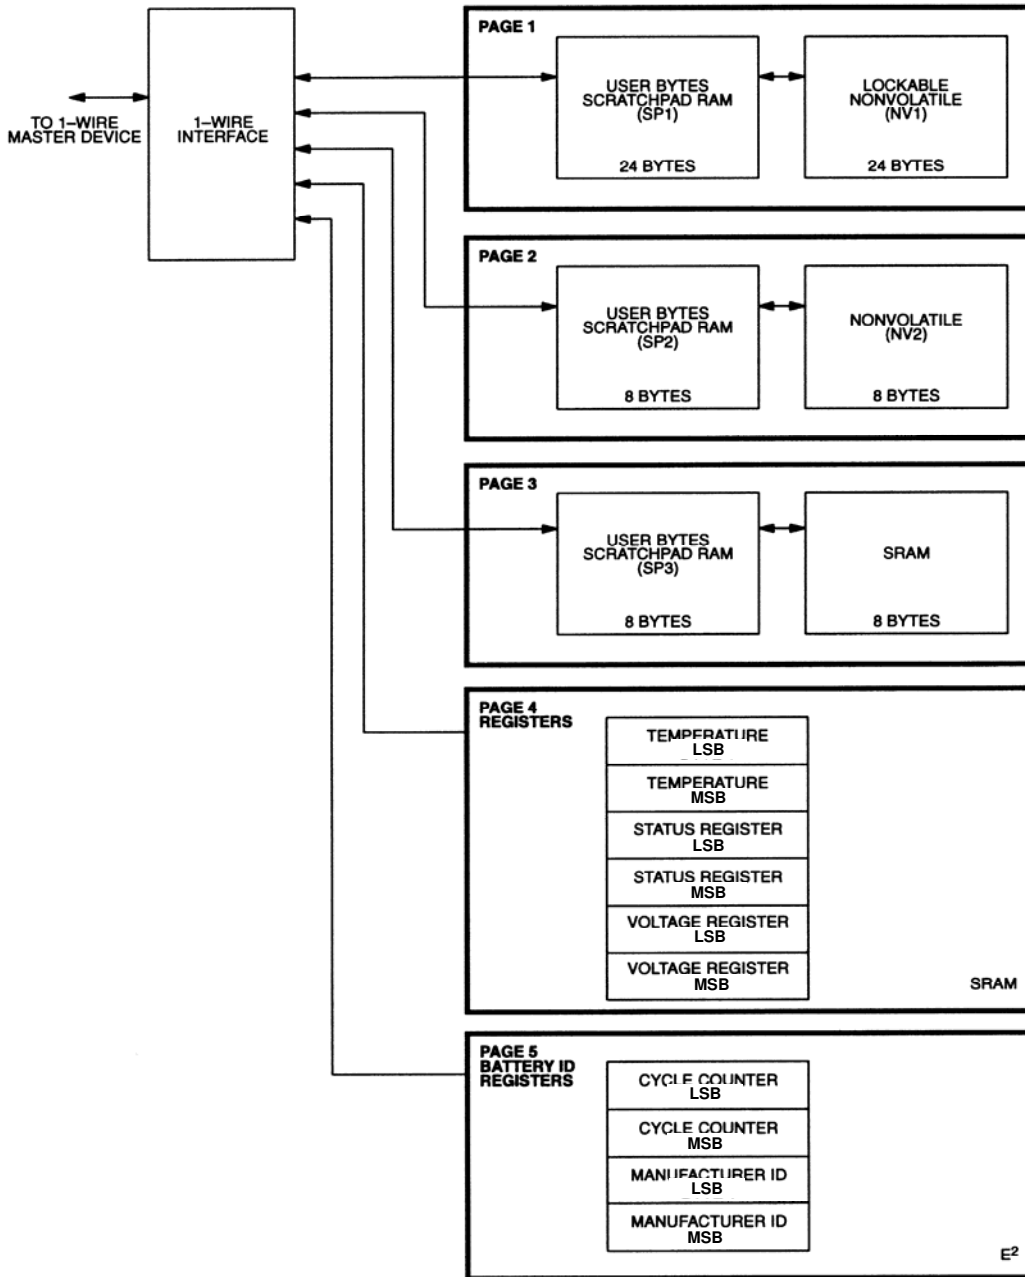 TO 1–WIRE
MASTER DEVICE
1–WIRE
INTERFACE
PAGE 1
USER BYTES
SCRATCHPAD RAM
(SP1)
24 BYTES
LOCKABLE
NONVOLATILE
(NV1)
24 BYTES
PAGE 2
USER BYTES
SCRATCHPAD RAM
(SP2)
8 BYTES
NONVOLATILE
(NV2)
8 BYTES
PAGE 3
USER BYTES
SCRATCHPAD RAM
(SP3)
8 BYTES
SRAM
8 BYTES
PAGE 4
REGISTERS
TEMPERATURE
LSB
TEMPERATURE
MSB
STATUS REGISTER
LSB
STATUS REGISTER
MSB
VOLTAGE REGISTER
LSB
VOLTAGE REGISTER
MSB
SRAM
PAGE 5
BATTERY ID
REGISTERS
CYCLE COUNTER
LSB
CYCLE COUNTER
MSB
MANUFACTURER ID
LSB
MANUFACTURER ID
MSB
E²